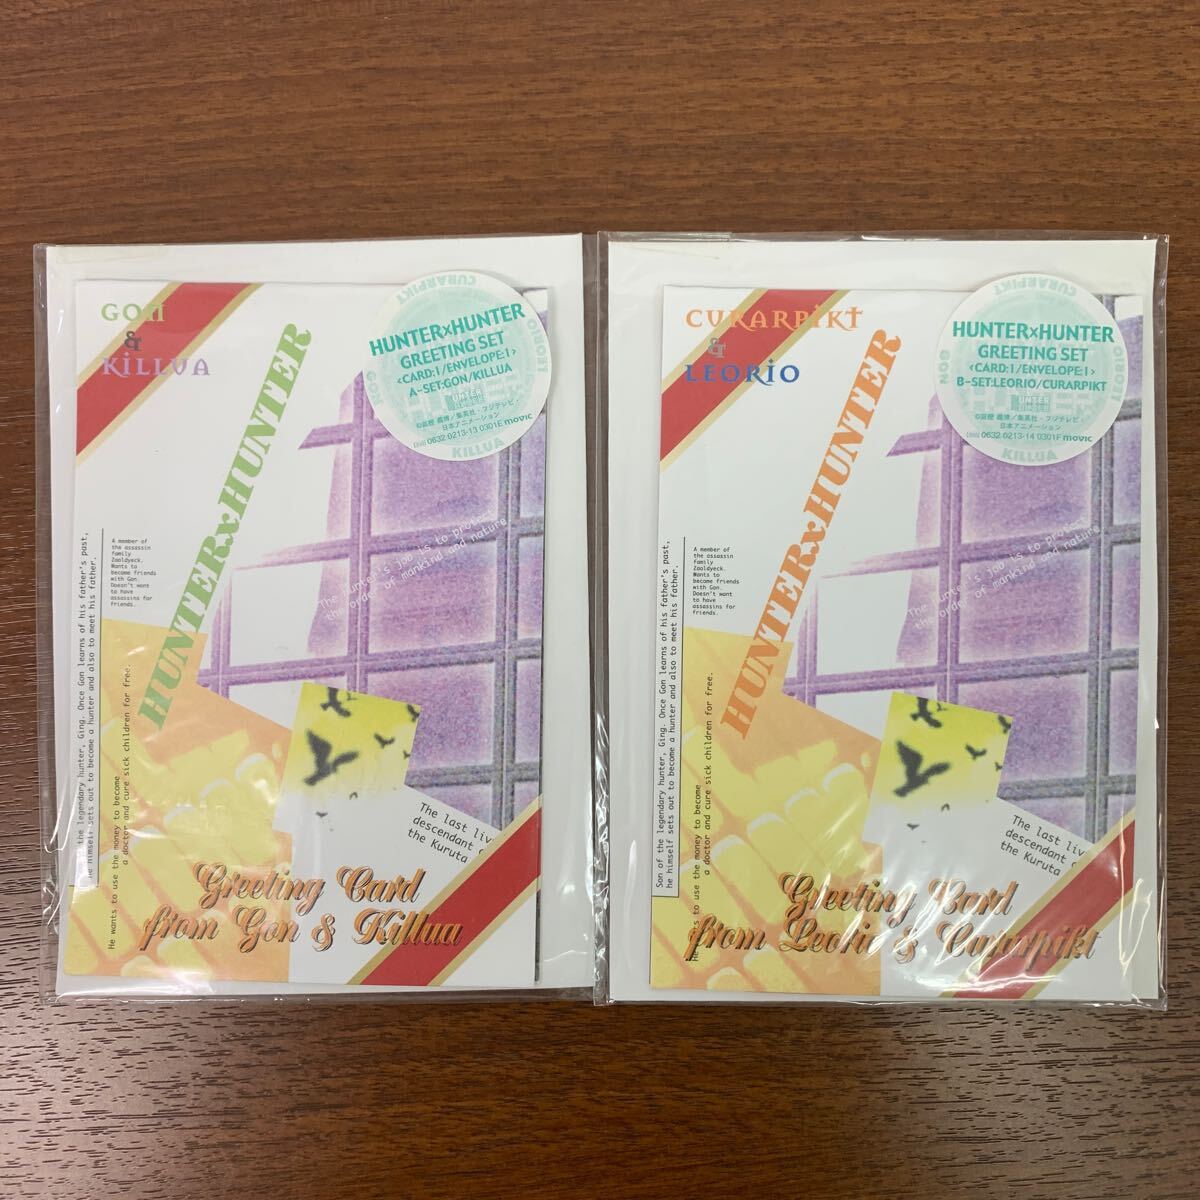 GON
&
KILLUA
HUNTER×HUNTER
HUNTER×HUNTER
GREETING SET
<CARD:1/ENVELOPE:1>
A-SET:GON/KILLUA
©冨樫 義博／集英社・フジテレビ・
日本アニメーション
0632 0213-13 0301E movic
CURARPIKT
GON
KILLUA
A member of
the assassin
family
Zaoldyeck.
Wants to
become friends
with Gon.
Doesn't want
to have
assassins for
friends.
of the legendary hunter, Ging. Once Gon learns of his father's past,
he himself sets out to become a hunter and also to meet his father.
He wants to use the money to become
a doctor and cure sick children for free.
The hunter's job is to protect
the order of mankind and nature
The last liv
descendant
the Kuruta
Greeting Card
from Gon & Killua
CURARPIKT
&
LEORIO
HUNTER×HUNTER
HUNTER×HUNTER
GREETING SET
<CARD:1/ENVELOPE:1>
B-SET:LEORIO/CURARPIKT
©冨樫 義博／集英社・フジテレビ・
日本アニメーション
0632 0213-14 0301F movic
CURARPIKT
GON
KILLUA
A member of
the assassin
family
Zaoldyeck.
Wants to
become friends
with Gon.
Doesn't want
to have
assassins for
friends.
Son of the legendary hunter, Ging. Once Gon learns of his father's past,
he himself sets out to become a hunter and also to meet his father.
He wants to use the money to become
a doctor and cure sick children for free.
The hunter's job is to protect
the order of mankind and nature
The last liv
descendant
the Kuruta
Greeting Card
from Leorio & Curarpikt